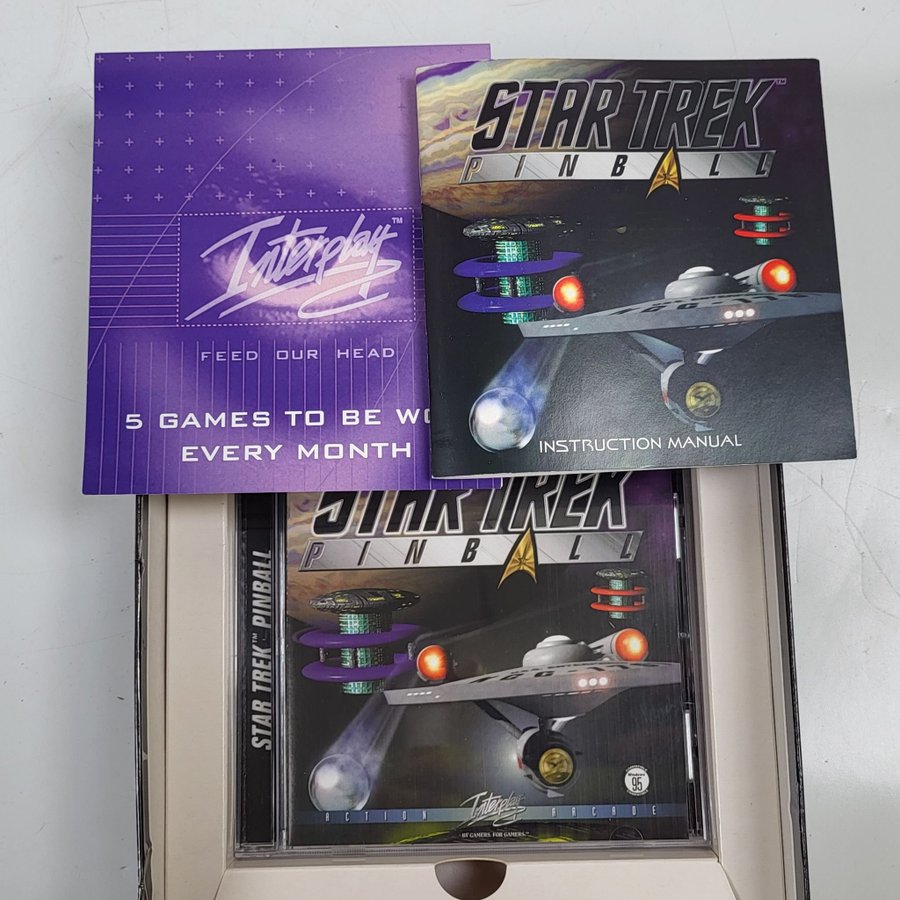 Interplay™
FEED OUR HEAD
5 GAMES TO BE WO
EVERY MONTH
STAR TREK™
PINBALL
INSTRUCTION MANUAL
STAR TREK
PINBALL
STAR TREK™ PINBALL
Windows
95
ACTION
Interplay
ARCADE
BY GAMERS. FOR GAMERS.™